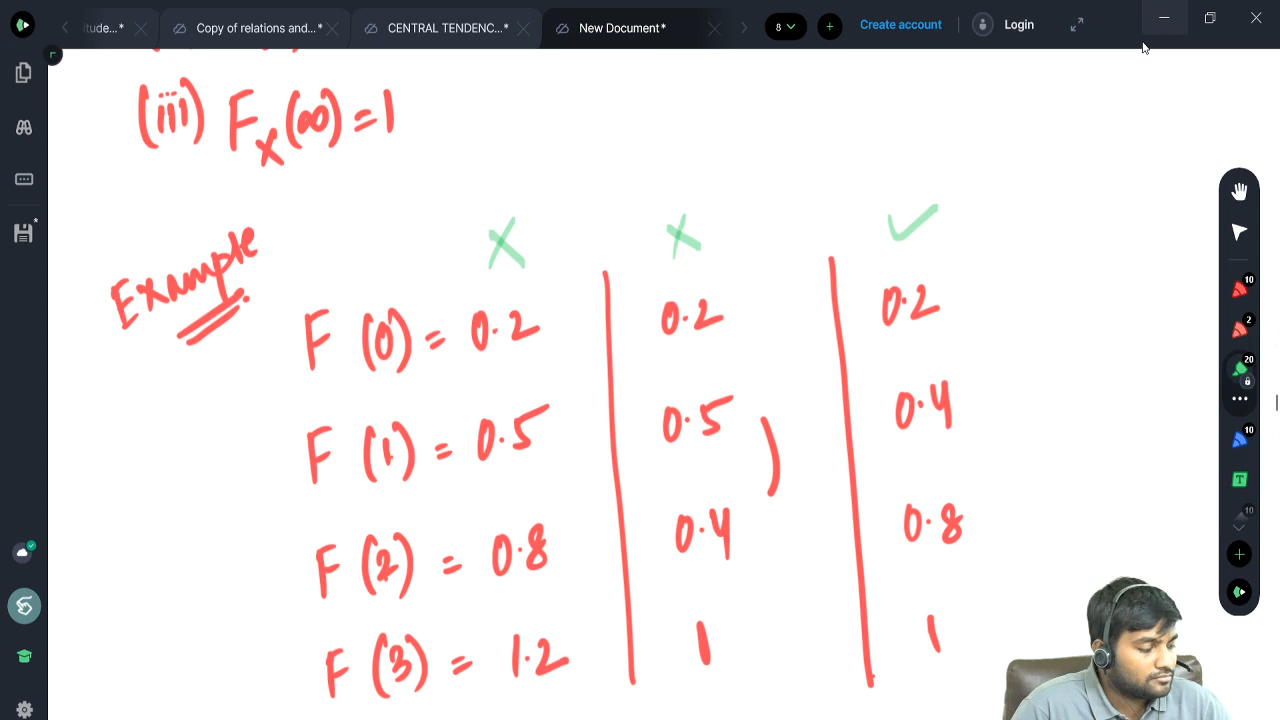 itude...* Copy of relations and...* CENTRAL TENDENC...* New Document* 8 Create account Login
(iii) F_X(∞) = 1
Example
F (0) = 0.2 | 0.2 | 0.2
F (1) = 0.5 | 0.5 ) | 0.4
F (2) = 0.8 | 0.4 | 0.8
F (3) = 1.2 | 1 | 1
10
2
20
10
T
10